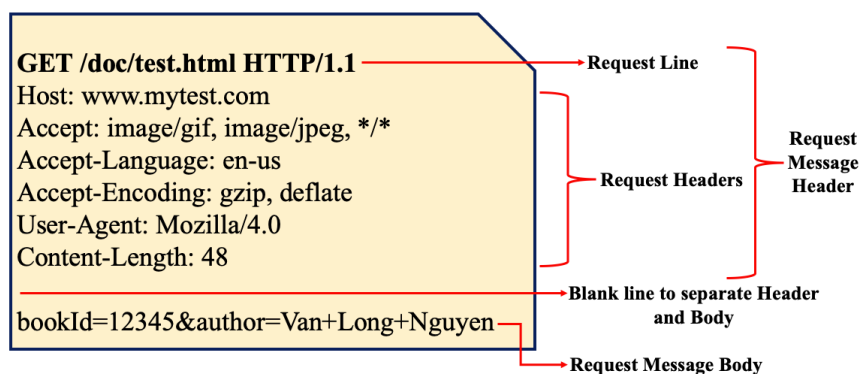 GET /doc/test.html HTTP/1.1
Host: www.mytest.com
Accept: image/gif, image/jpeg, */*
Accept-Language: en-us
Accept-Encoding: gzip, deflate
User-Agent: Mozilla/4.0
Content-Length: 48
bookId=12345&author=Van+Long+Nguyen
Request Line
Request Headers
Request
Message
Header
Blank line to separate Header
and Body
Request Message Body